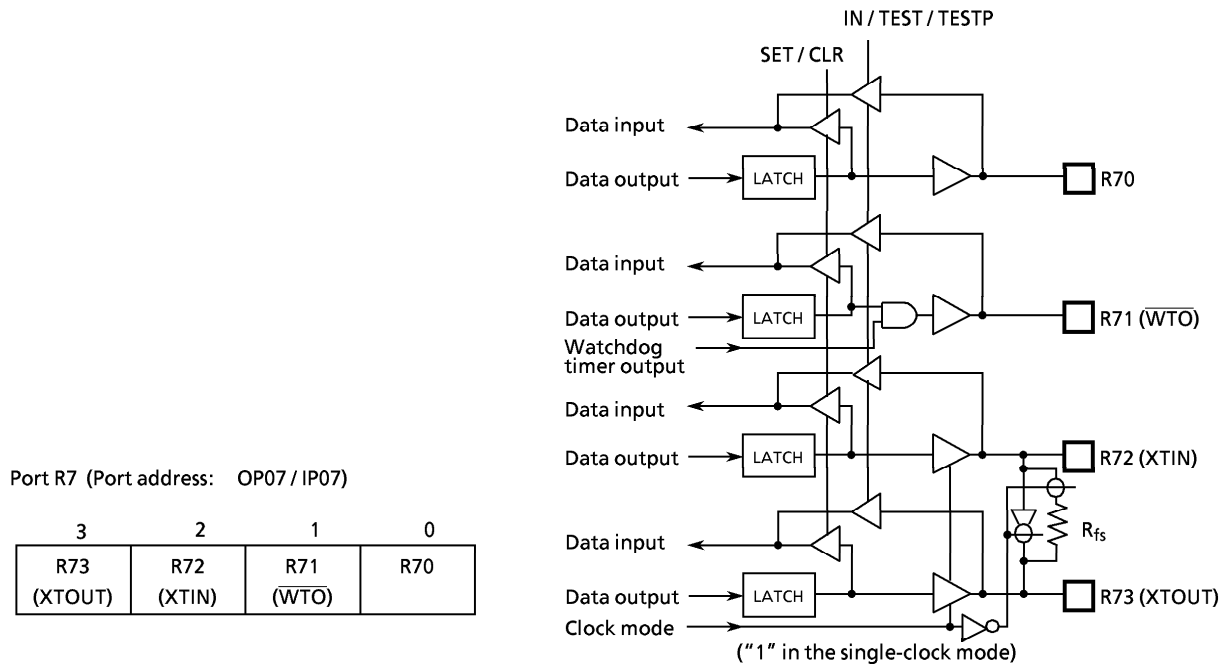 IN / TEST / TESTP
SET / CLR
Data input
Data output
LATCH
R70
Data input
Data output
LATCH
R71 (WTO)
Watchdog
timer output
Data input
Data output
LATCH
R72 (XTIN)
Rfs
Data input
Data output
LATCH
R73 (XTOUT)
Clock mode
("1" in the single-clock mode)
Port R7 (Port address: OP07 / IP07)
3 2 1 0
R73 R72 R71 R70
(XTOUT) (XTIN) (WTO)